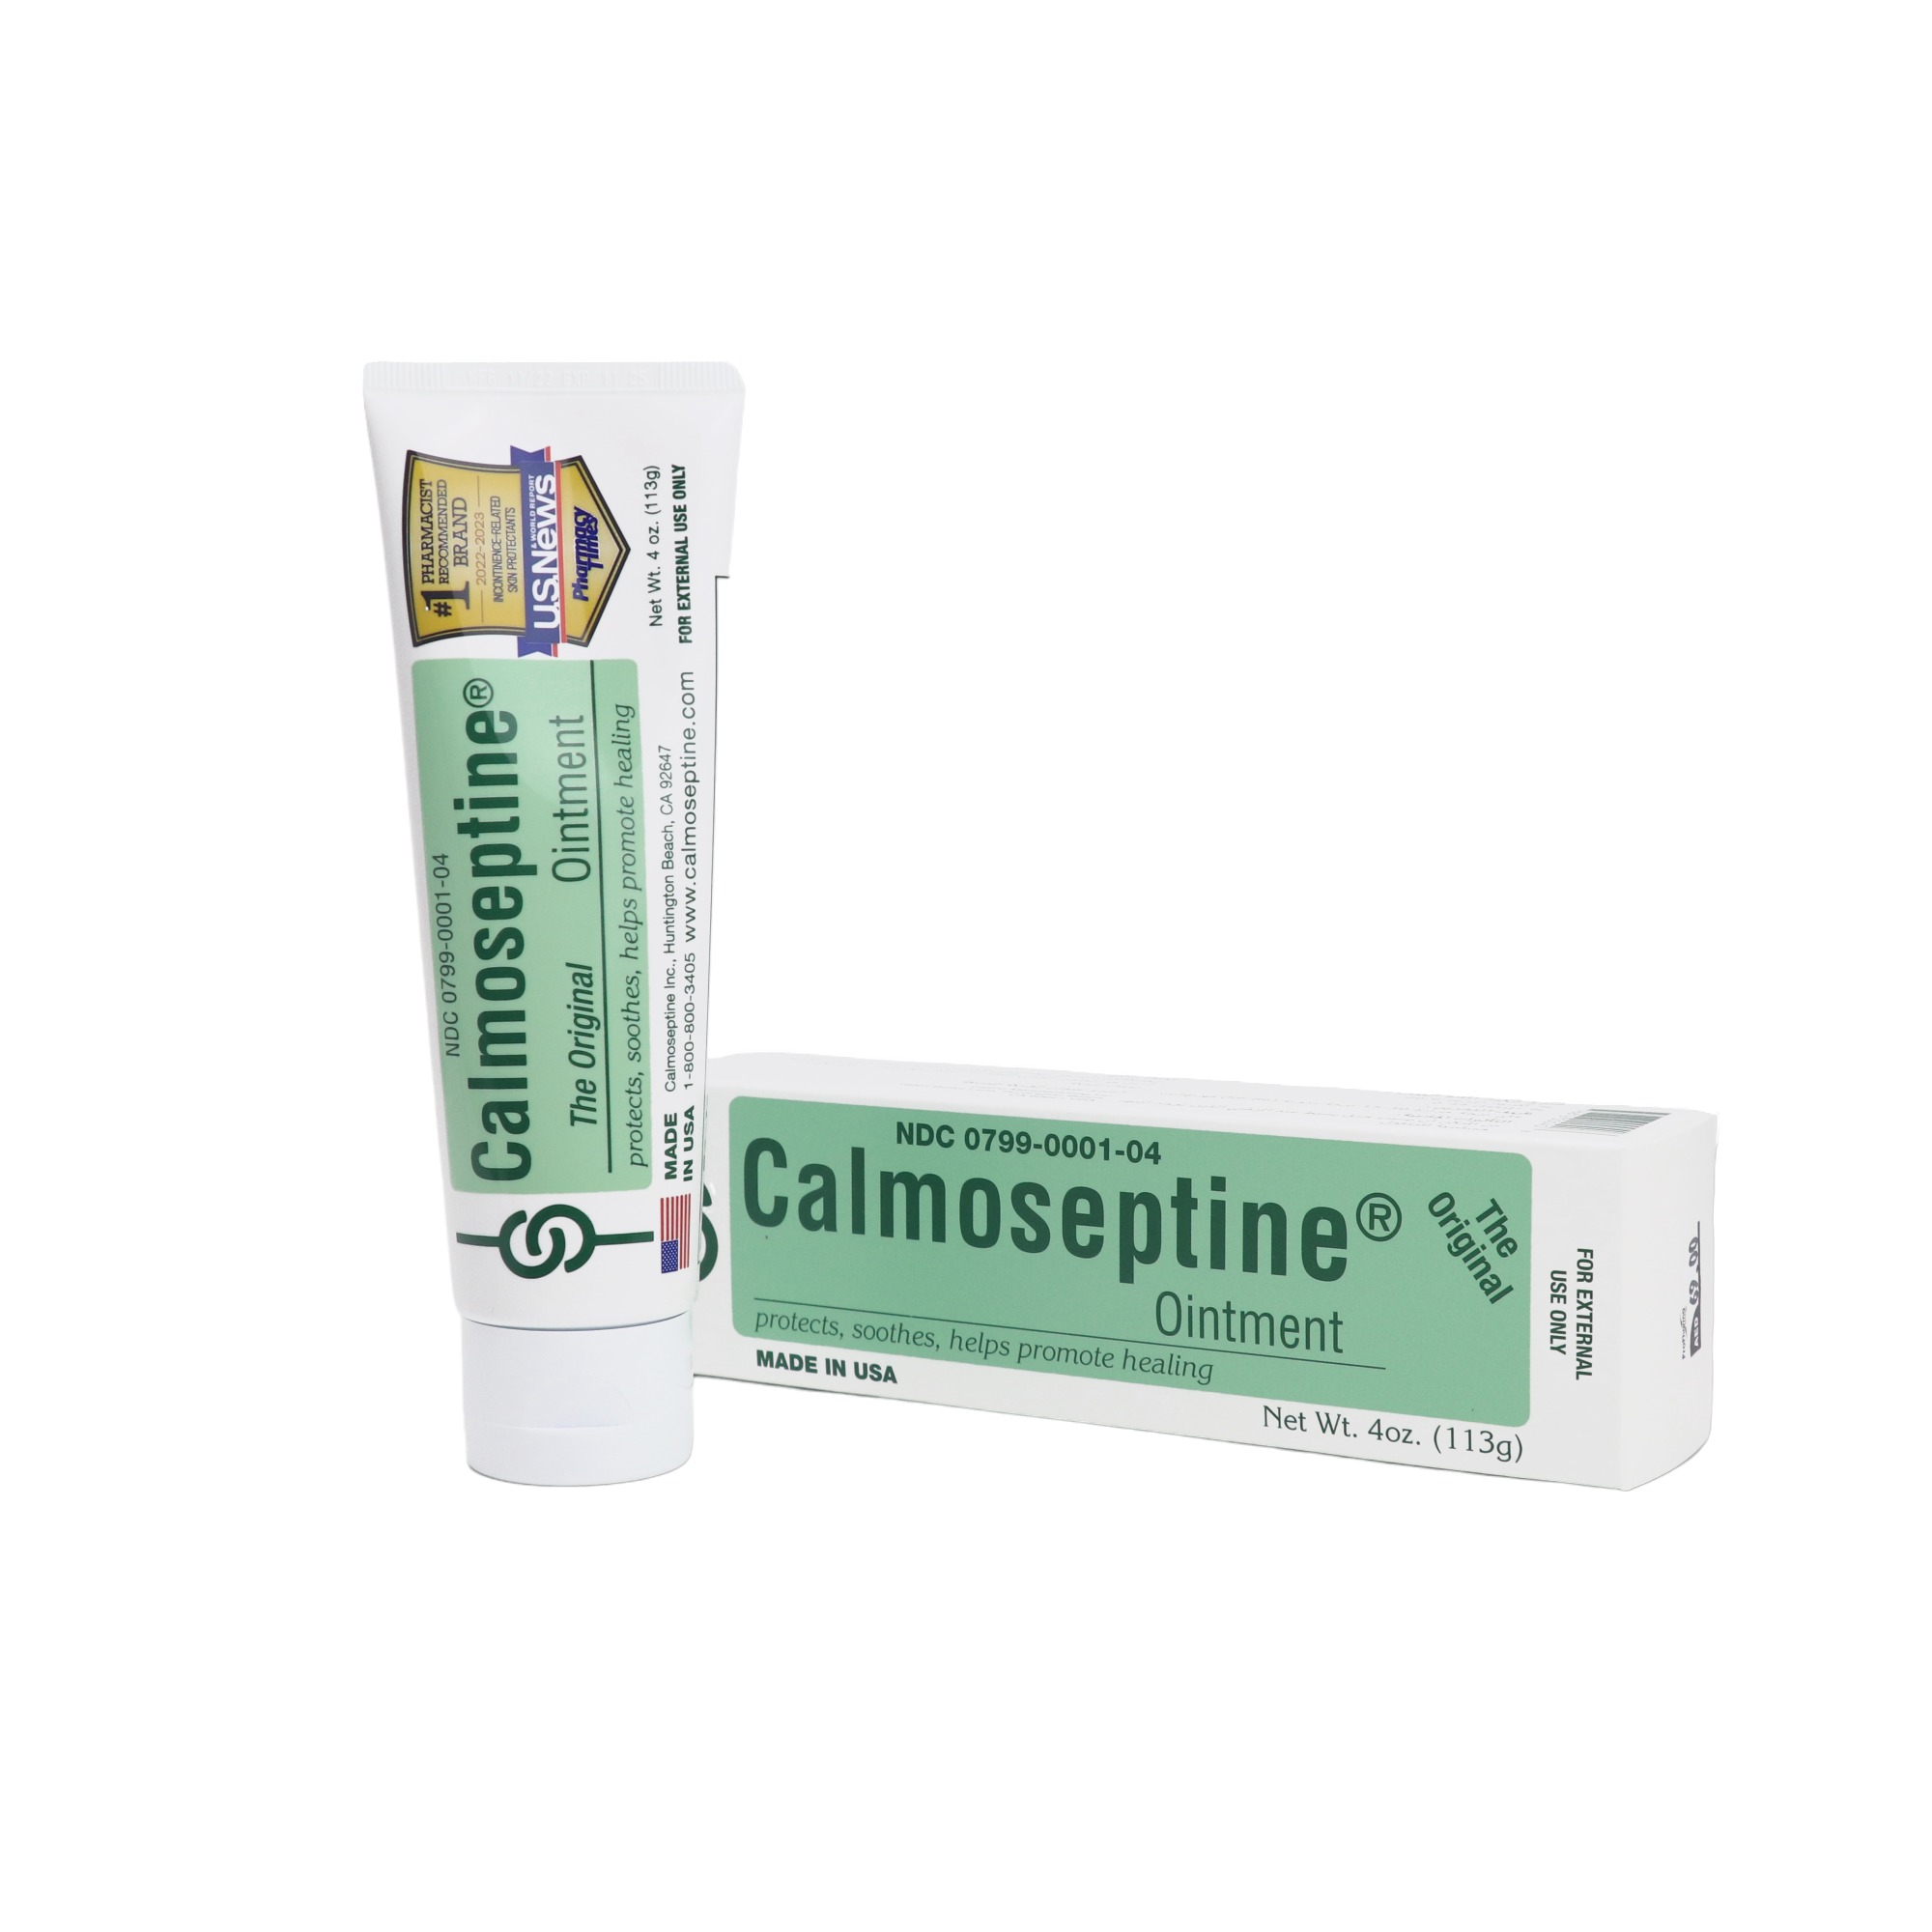 #1
PHARMACIST
RECOMMENDED
BRAND
2022-2023
INCONTINENCE-RELATED
SKIN PROTECTANTS
U.S.News
& WORLD REPORT
Pharmacy
Times
NDC 0799-0001-04
Calmoseptine®
The Original Ointment
protects, soothes, helps promote healing
Net Wt. 4 oz. (113g)
FOR EXTERNAL USE ONLY
MADE
IN USA
Calmoseptine Inc., Huntington Beach, CA 92647
1-800-800-3405 www.calmoseptine.com
NDC 0799-0001-04
Calmoseptine®
The
Original
Ointment
protects, soothes, helps promote healing
MADE IN USA
Net Wt. 4oz. (113g)
FOR EXTERNAL
USE ONLY